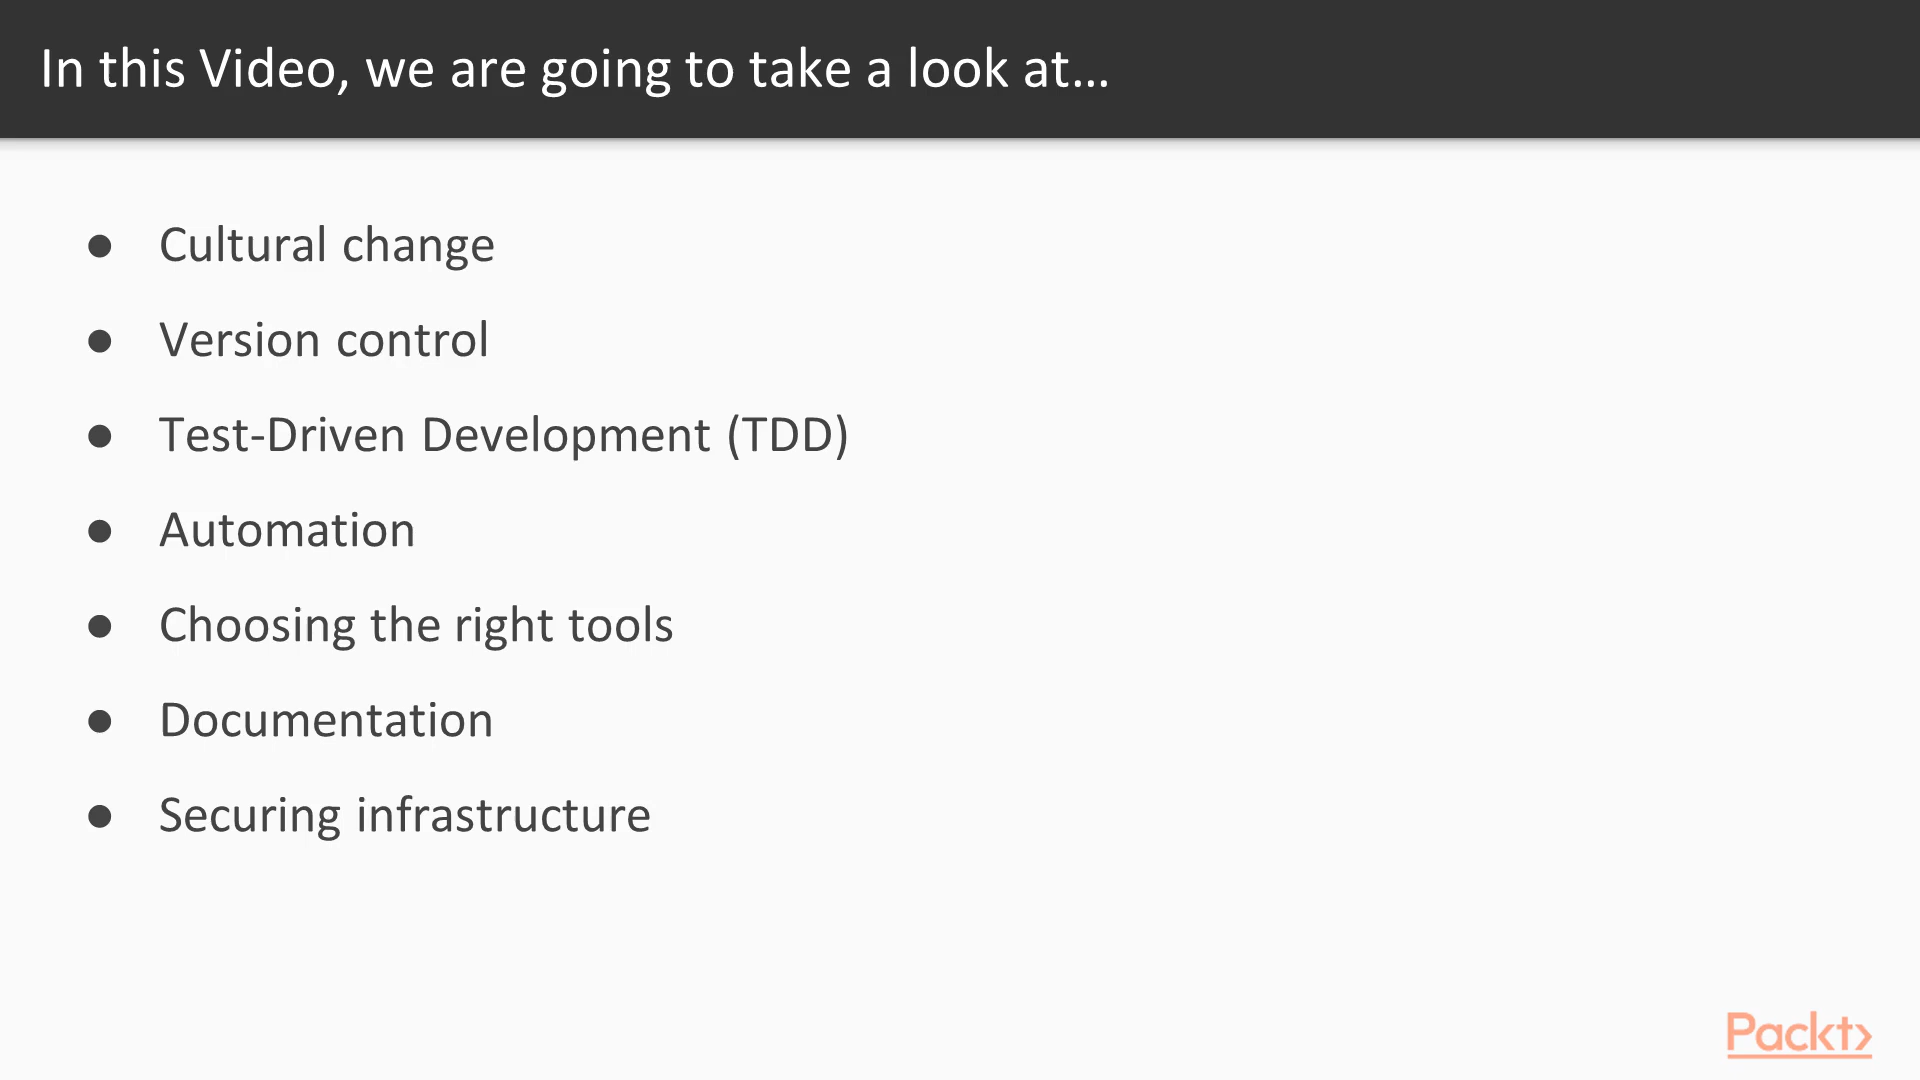 In this Video, we are going to take a look at...
● Cultural change
● Version control
● Test-Driven Development (TDD)
● Automation
● Choosing the right tools
● Documentation
● Securing infrastructure
Packt>